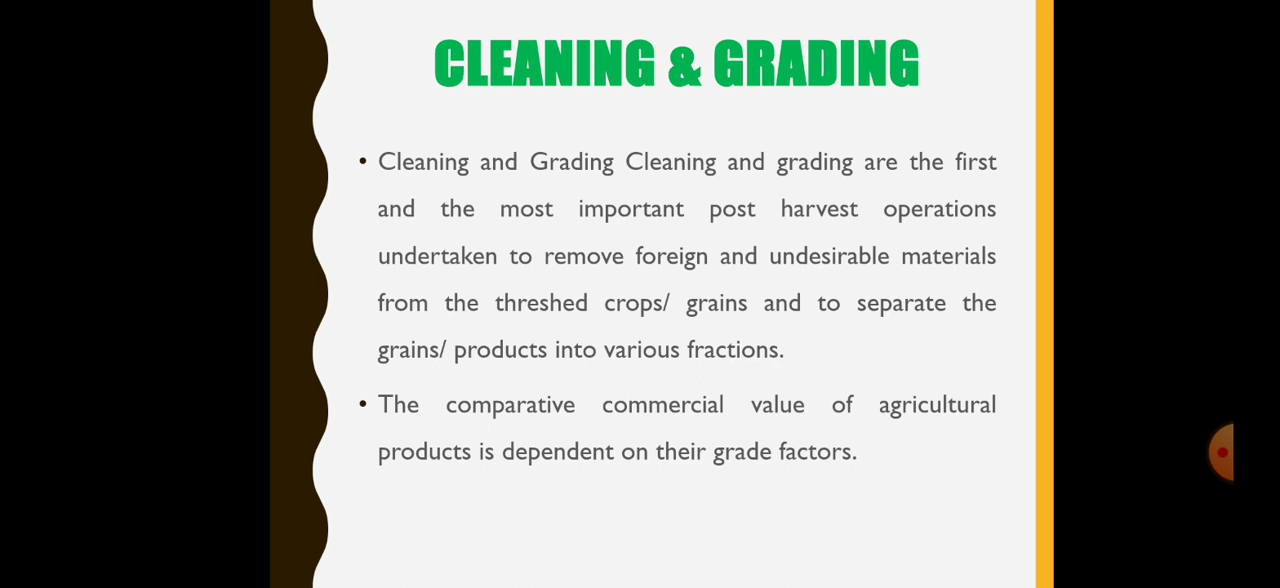 CLEANING & GRADING
• Cleaning and Grading Cleaning and grading are the first
and the most important post harvest operations
undertaken to remove foreign and undesirable materials
from the threshed crops/ grains and to separate the
grains/ products into various fractions.
• The comparative commercial value of agricultural
products is dependent on their grade factors.